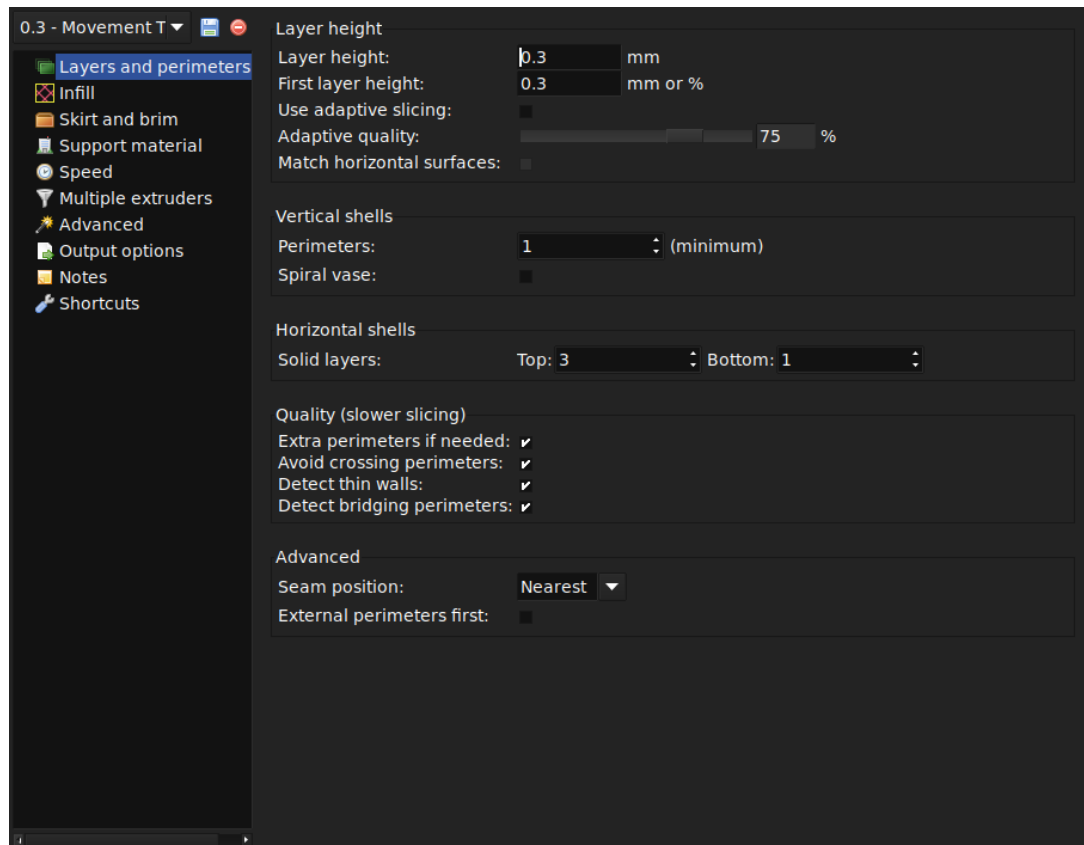 0.3 - Movement T
Layers and perimeters
Infill
Skirt and brim
Support material
Speed
Multiple extruders
Advanced
Output options
Notes
Shortcuts
Layer height
Layer height: 0.3 mm
First layer height: 0.3 mm or %
Use adaptive slicing:
Adaptive quality: 75 %
Match horizontal surfaces:
Vertical shells
Perimeters: 1 (minimum)
Spiral vase:
Horizontal shells
Solid layers: Top: 3 Bottom: 1
Quality (slower slicing)
Extra perimeters if needed:
Avoid crossing perimeters:
Detect thin walls:
Detect bridging perimeters:
Advanced
Seam position: Nearest
External perimeters first: